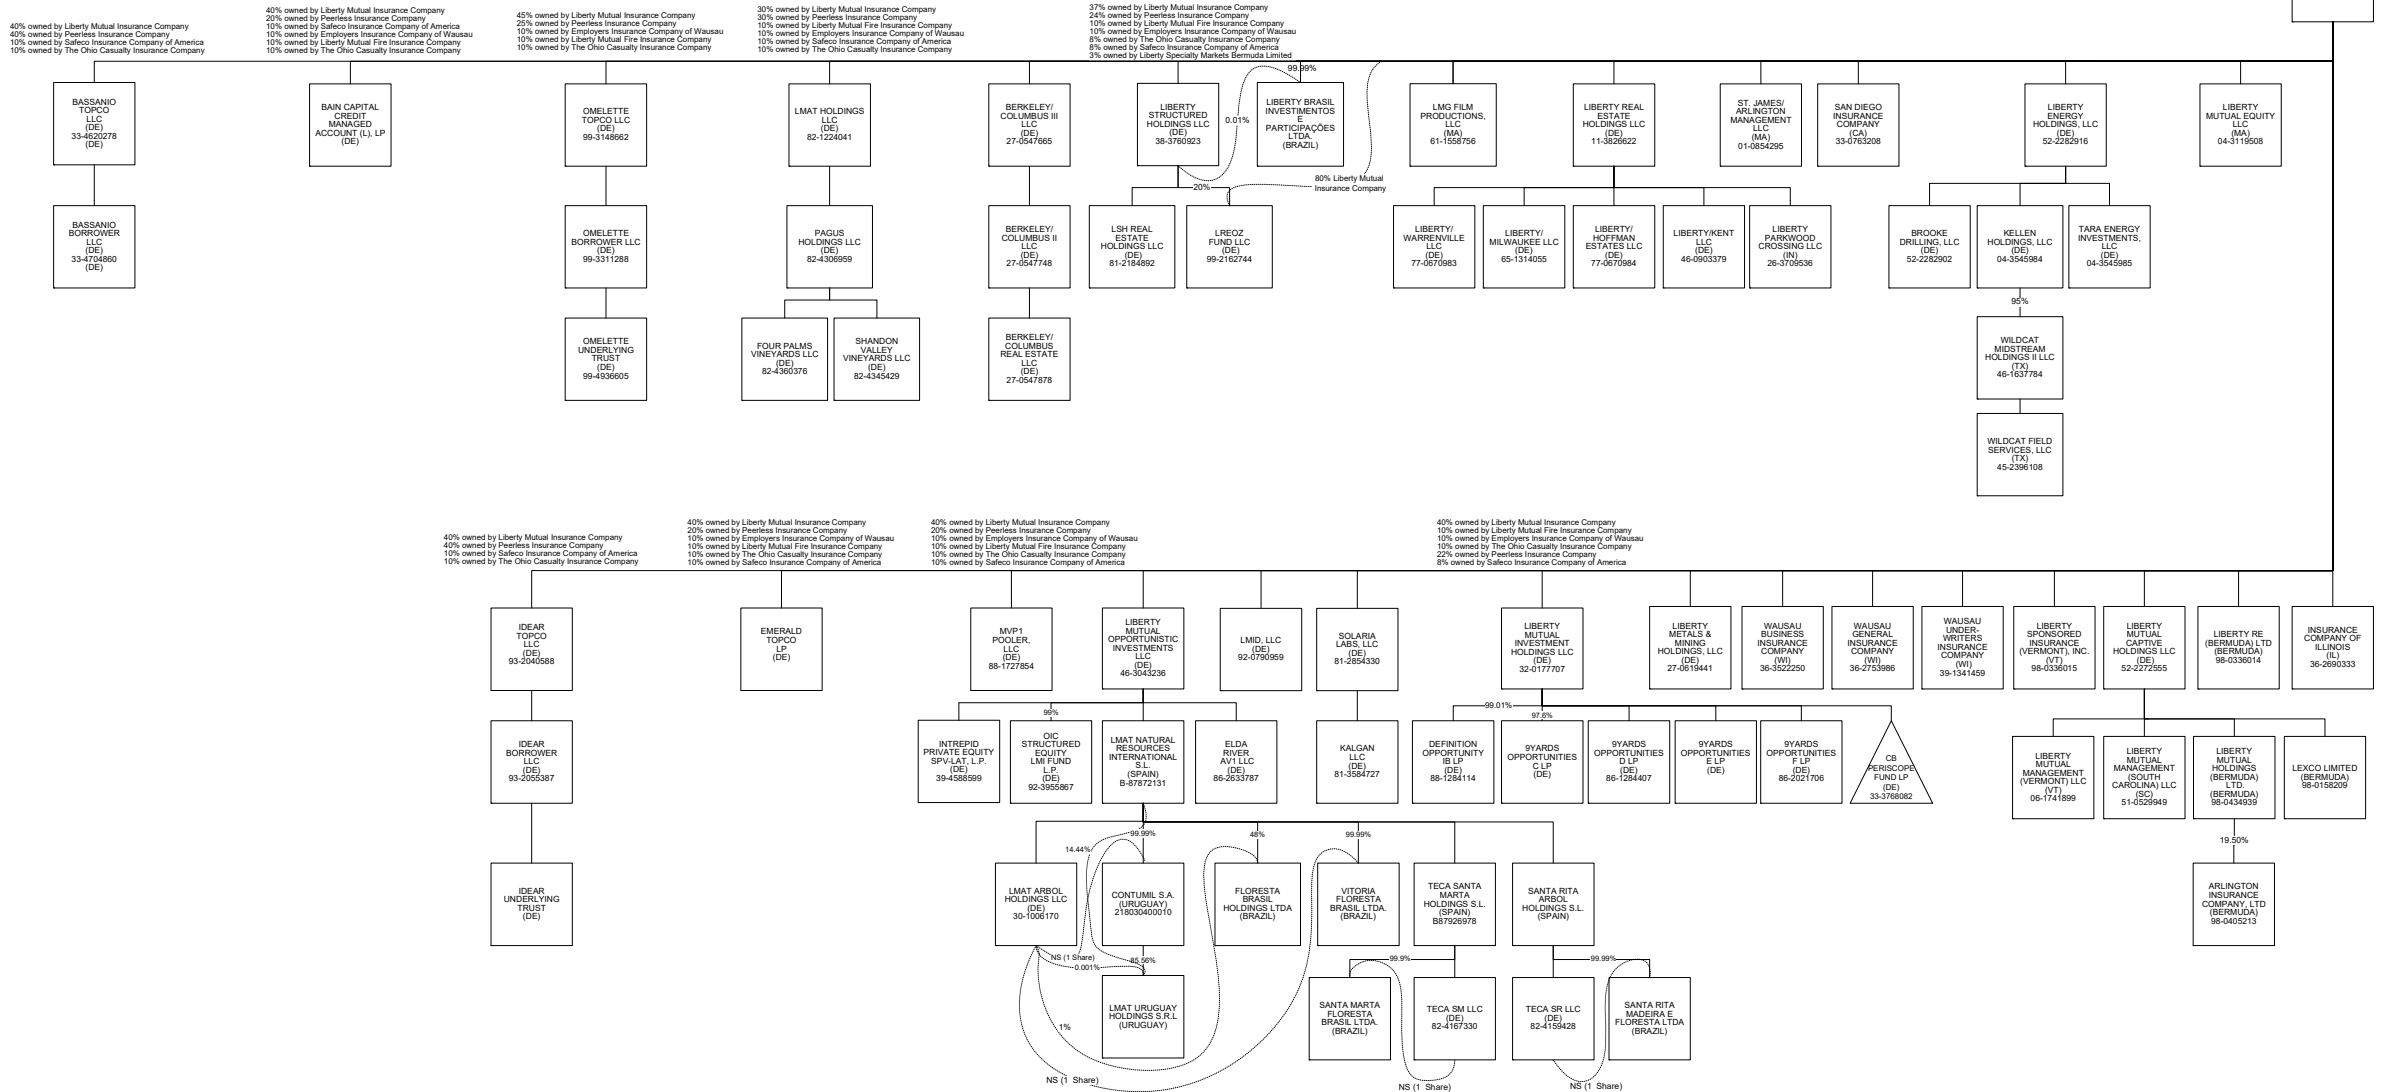 40% owned by Liberty Mutual Insurance Company
40% owned by Peerless Insurance Company
10% owned by Safeco Insurance Company of America
10% owned by The Ohio Casualty Insurance Company
40% owned by Liberty Mutual Insurance Company
20% owned by Peerless Insurance Company
10% owned by Safeco Insurance Company of America
10% owned by Employers Insurance Company of Wausau
10% owned by Liberty Mutual Fire Insurance Company
10% owned by The Ohio Casualty Insurance Company
45% owned by Liberty Mutual Insurance Company
25% owned by Peerless Insurance Company
10% owned by Employers Insurance Company of Wausau
10% owned by Liberty Mutual Fire Insurance Company
10% owned by The Ohio Casualty Insurance Company
30% owned by Liberty Mutual Insurance Company
30% owned by Peerless Insurance Company
10% owned by Liberty Mutual Fire Insurance Company
10% owned by Employers Insurance Company of Wausau
10% owned by Safeco Insurance Company of America
10% owned by The Ohio Casualty Insurance Company
37% owned by Liberty Mutual Insurance Company
24% owned by Peerless Insurance Company
10% owned by Liberty Mutual Fire Insurance Company
10% owned by Employers Insurance Company of Wausau
8% owned by The Ohio Casualty Insurance Company
8% owned by Safeco Insurance Company of America
3% owned by Liberty Specialty Markets Bermuda Limited
BASSANIO
TOPCO
LLC
(DE)
33-4620278
(DE)
BAIN CAPITAL
CREDIT
MANAGED
ACCOUNT (L), LP
(DE)
OMELETTE
TOPCO LLC
(DE)
99-3148662
LMAT HOLDINGS
LLC
(DE)
82-1224041
BERKELEY/
COLUMBUS III
LLC
(DE)
27-0547665
LIBERTY
STRUCTURED
HOLDINGS LLC
(DE)
38-3760923
0.01%
99.99%
LIBERTY BRASIL
INVESTIMENTOS
E
PARTICIPAÇÕES
LTDA.
(BRAZIL)
LMG FILM
PRODUCTIONS,
LLC
(MA)
61-1558756
LIBERTY REAL
ESTATE
HOLDINGS LLC
(DE)
11-3826622
ST. JAMES/
ARLINGTON
MANAGEMENT
LLC
(MA)
01-0854295
SAN DIEGO
INSURANCE
COMPANY
(CA)
33-0763208
LIBERTY
ENERGY
HOLDINGS, LLC
(DE)
52-2282916
LIBERTY
MUTUAL EQUITY
LLC
(MA)
04-3119508
20%
80% Liberty Mutual
Insurance Company
BASSANIO
BORROWER
LLC
(DE)
33-4704860
(DE)
OMELETTE
BORROWER LLC
(DE)
99-3311288
PAGUS
HOLDINGS LLC
(DE)
82-4306959
BERKELEY/
COLUMBUS II
LLC
(DE)
27-0547748
LSH REAL
ESTATE
HOLDINGS LLC
(DE)
81-2184892
LREOZ
FUND LLC
(DE)
99-2162744
LIBERTY/
WARRENVILLE
LLC
(DE)
77-0670983
LIBERTY/
MILWAUKEE LLC
(DE)
65-1314055
LIBERTY/
HOFFMAN
ESTATES LLC
(DE)
77-0670984
LIBERTY/KENT
LLC
(DE)
46-0903379
LIBERTY
PARKWOOD
CROSSING LLC
(IN)
26-3709536
BROOKE
DRILLING, LLC
(DE)
52-2282902
KELLEN
HOLDINGS, LLC
(DE)
04-3545984
TARA ENERGY
INVESTMENTS,
LLC
(DE)
04-3545985
95%
OMELETTE
UNDERLYING
TRUST
(DE)
99-4936605
FOUR PALMS
VINEYARDS LLC
(DE)
82-4360376
SHANDON
VALLEY
VINEYARDS LLC
(DE)
82-4345429
BERKELEY/
COLUMBUS
REAL ESTATE
LLC
(DE)
27-0547878
WILDCAT
MIDSTREAM
HOLDINGS II LLC
(TX)
46-1637784
WILDCAT FIELD
SERVICES, LLC
(TX)
45-2396108
40% owned by Liberty Mutual Insurance Company
40% owned by Peerless Insurance Company
10% owned by Safeco Insurance Company of America
10% owned by The Ohio Casualty Insurance Company
40% owned by Liberty Mutual Insurance Company
20% owned by Peerless Insurance Company
10% owned by Employers Insurance Company of Wausau
10% owned by Liberty Mutual Fire Insurance Company
10% owned by The Ohio Casualty Insurance Company
10% owned by Safeco Insurance Company of America
40% owned by Liberty Mutual Insurance Company
20% owned by Peerless Insurance Company
10% owned by Employers Insurance Company of Wausau
10% owned by Liberty Mutual Fire Insurance Company
10% owned by The Ohio Casualty Insurance Company
10% owned by Safeco Insurance Company of America
40% owned by Liberty Mutual Insurance Company
10% owned by Liberty Mutual Fire Insurance Company
10% owned by Employers Insurance Company of Wausau
10% owned by The Ohio Casualty Insurance Company
22% owned by Peerless Insurance Company
8% owned by Safeco Insurance Company of America
IDEAR
TOPCO
LLC
(DE)
93-2040588
EMERALD
TOPCO
LP
(DE)
MVP1
POOLER,
LLC
(DE)
88-1727854
LIBERTY
MUTUAL
OPPORTUNISTIC
INVESTMENTS
LLC
(DE)
46-3043236
LMID, LLC
(DE)
92-0790959
SOLARIA
LABS, LLC
(DE)
81-2854330
LIBERTY
MUTUAL
INVESTMENT
HOLDINGS LLC
(DE)
32-0177707
LIBERTY
METALS &
MINING
HOLDINGS, LLC
(DE)
27-0619441
WAUSAU
BUSINESS
INSURANCE
COMPANY
(WI)
36-3522250
WAUSAU
GENERAL
INSURANCE
COMPANY
(WI)
36-2753986
WAUSAU
UNDER-
WRITERS
INSURANCE
COMPANY
(WI)
39-1341459
LIBERTY
SPONSORED
INSURANCE
(VERMONT), INC.
(VT)
98-0336015
LIBERTY
MUTUAL
CAPTIVE
HOLDINGS LLC
(DE)
52-2272555
LIBERTY RE
(BERMUDA) LTD
(BERMUDA)
98-0336014
INSURANCE
COMPANY OF
ILLINOIS
(IL)
36-2690333
99%
99.01%
97.6%
IDEAR
BORROWER
LLC
(DE)
93-2055387
INTREPID
PRIVATE EQUITY
SPV-LAT, L.P.
(DE)
39-4588599
OIC
STRUCTURED
EQUITY
LMI FUND
L.P.
(DE)
92-3955867
LMAT NATURAL
RESOURCES
INTERNATIONAL
S.L.
(SPAIN)
B-87872131
ELDA
RIVER
AV1 LLC
(DE)
86-2633787
KALGAN
LLC
(DE)
81-3584727
DEFINITION
OPPORTUNITY
IB LP
(DE)
88-1284114
9YARDS
OPPORTUNITIES
C LP
(DE)
9YARDS
OPPORTUNITIES
D LP
(DE)
86-1284407
9YARDS
OPPORTUNITIES
E LP
(DE)
9YARDS
OPPORTUNITIES
F LP
(DE)
86-2021706
CB
PERISCOPE
FUND LP
(DE)
33-3768082
LIBERTY
MUTUAL
MANAGEMENT
(VERMONT) LLC
(VT)
06-1741899
LIBERTY
MUTUAL
MANAGEMENT
(SOUTH
CAROLINA) LLC
(SC)
51-0529949
LIBERTY
MUTUAL
HOLDINGS
(BERMUDA)
LTD.
(BERMUDA)
98-0434939
LEXCO LIMITED
(BERMUDA)
98-0158209
14.44%
99.99%
48%
99.99%
19.50%
IDEAR
UNDERLYING
TRUST
(DE)
LMAT ARBOL
HOLDINGS LLC
(DE)
30-1006170
CONTUMIL S.A.
(URUGUAY)
218030400010
FLORESTA
BRASIL
HOLDINGS LTDA
(BRAZIL)
VITORIA
FLORESTA
BRASIL LTDA.
(BRAZIL)
TECA SANTA
MARTA
HOLDINGS S.L.
(SPAIN)
B87926978
SANTA RITA
ARBOL
HOLDINGS S.L.
(SPAIN)
ARLINGTON
INSURANCE
COMPANY, LTD
(BERMUDA)
98-0405213
NS (1 Share)
0.001%
85.56%
99.9%
99.99%
LMAT URUGUAY
HOLDINGS S.R.L
(URUGUAY)
SANTA MARTA
FLORESTA
BRASIL LTDA.
(BRAZIL)
TECA SM LLC
(DE)
82-4167330
TECA SR LLC
(DE)
82-4159428
SANTA RITA
MADEIRA E
FLORESTA LTDA
(BRAZIL)
1%
NS (1 Share)
NS (1 Share)
NS (1 Share)